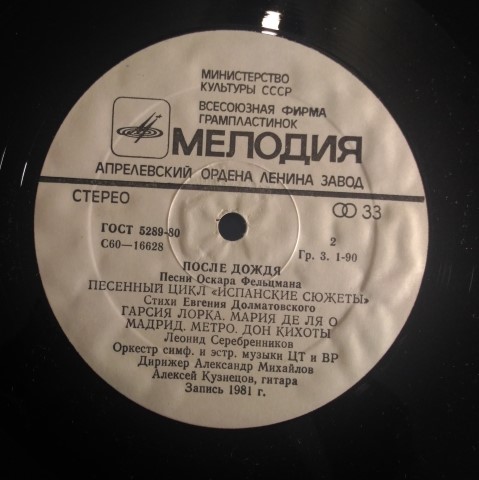 МИНИСТЕРСТВО
КУЛЬТУРЫ СССР
ВСЕСОЮЗНАЯ ФИРМА
ГРАМПЛАСТИНОК
МЕЛОДИЯ
АПРЕЛЕВСКИЙ ОРДЕНА ЛЕНИНА ЗАВОД
СТЕРЕО 33
ГОСТ 5289-80 2
С60—16628 Гр. 3. 1-90
ПОСЛЕ ДОЖДЯ
Песни Оскара Фельцмана
ПЕСЕННЫЙ ЦИКЛ «ИСПАНСКИЕ СЮЖЕТЫ»
Стихи Евгения Долматовского
ГАРСИЯ ЛОРКА. МАРИЯ ДЕ ЛЯ О
МАДРИД. МЕТРО. ДОН КИХОТЫ
Леонид Серебренников
Оркестр симф. и эстр. музыки ЦТ и ВР
Дирижер Александр Михайлов
Алексей Кузнецов, гитара
Запись 1981 г.